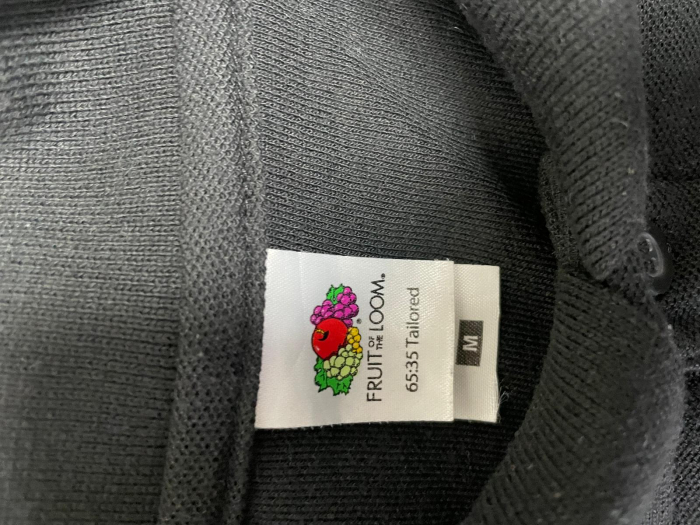 FRUIT OF THE LOOM®
65:35 Tailored
M